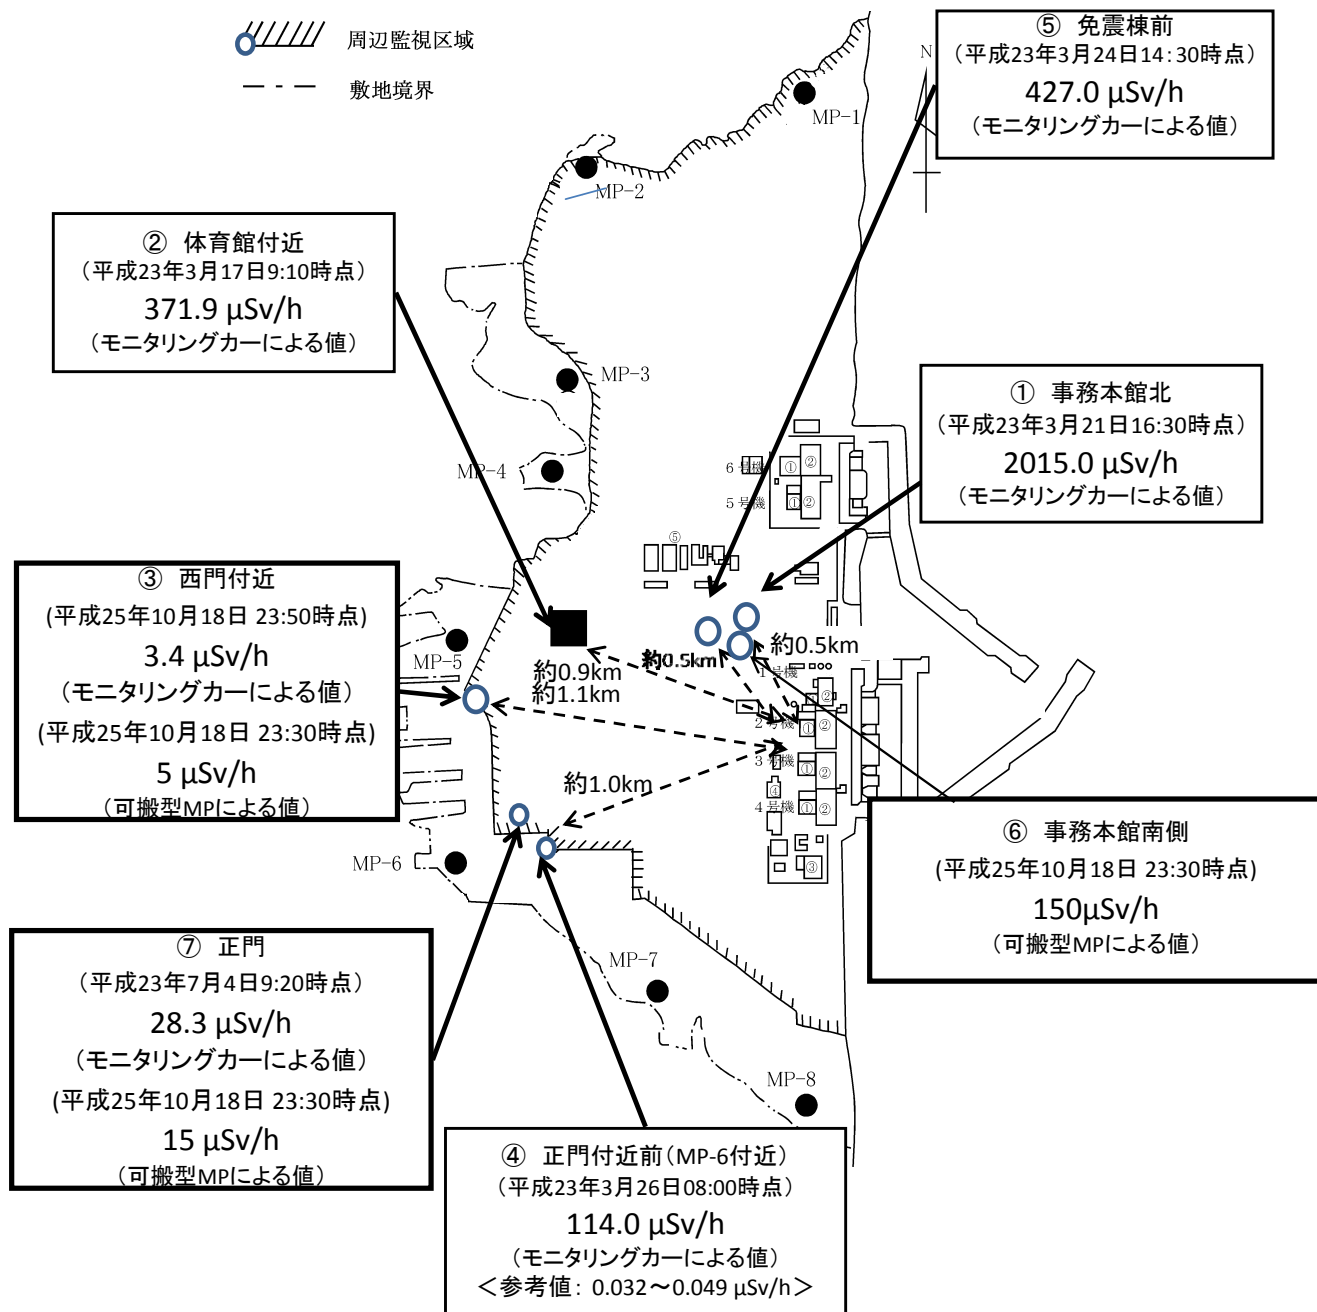 周辺監視区域
敷地境界
⑤ 免震棟前
(平成23年3月24日14:30時点)
427.0 μSv/h
(モニタリングカーによる値)
N
MP-1
MP-2
② 体育館付近
(平成23年3月17日9:10時点)
371.9 μSv/h
(モニタリングカーによる値)
MP-3
① 事務本館北
(平成23年3月21日16:30時点)
2015.0 μSv/h
(モニタリングカーによる値)
MP-4
6号機
①
②
5号機
①
②
⑤
③ 西門付近
(平成25年10月18日 23:50時点)
3.4 μSv/h
(モニタリングカーによる値)
(平成25年10月18日 23:30時点)
5 μSv/h
(可搬型MPによる値)
MP-5
約0.9km
約1.1km
約0.5km
約0.5km
1号機
②
2号機
①
②
3号機
①
②
約1.0km
④
4号機
①
②
③
MP-6
⑥ 事務本館南側
(平成25年10月18日 23:30時点)
150μSv/h
(可搬型MPによる値)
⑦ 正門
(平成23年7月4日9:20時点)
28.3 μSv/h
(モニタリングカーによる値)
(平成25年10月18日 23:30時点)
15 μSv/h
(可搬型MPによる値)
MP-7
MP-8
④ 正門付近前(MP-6付近)
(平成23年3月26日08:00時点)
114.0 μSv/h
(モニタリングカーによる値)
<参考値: 0.032～0.049 μSv/h>